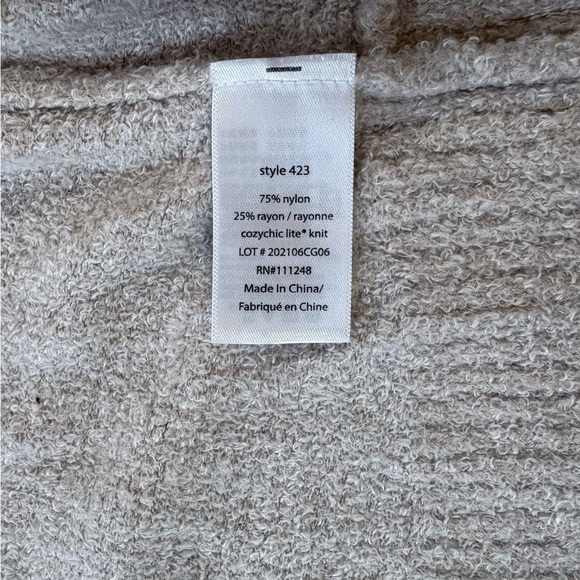 style 423
75% nylon
25% rayon / rayonne
cozychic lite® knit
LOT # 202106CG06
RN#111248
Made In China/
Fabriqué en Chine